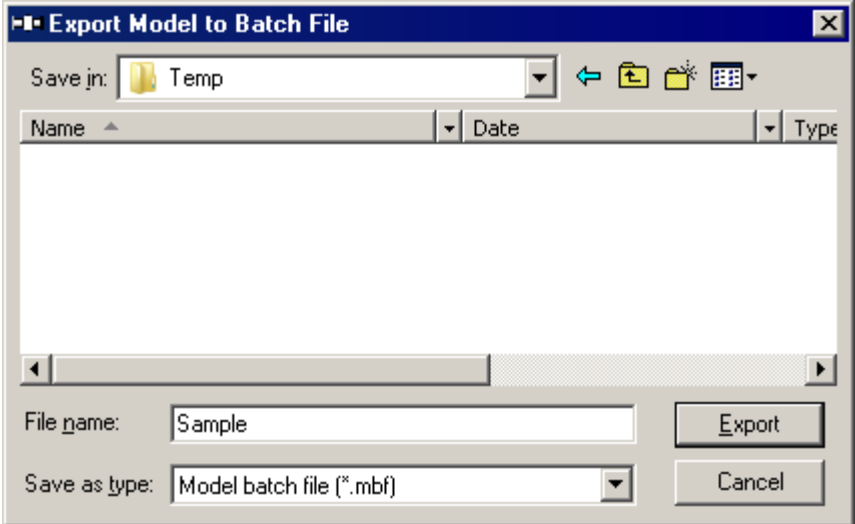 Export Model to Batch File
Save in: Temp
Name Date Type
File name: Sample Export
Save as type: Model batch file (*.mbf) Cancel